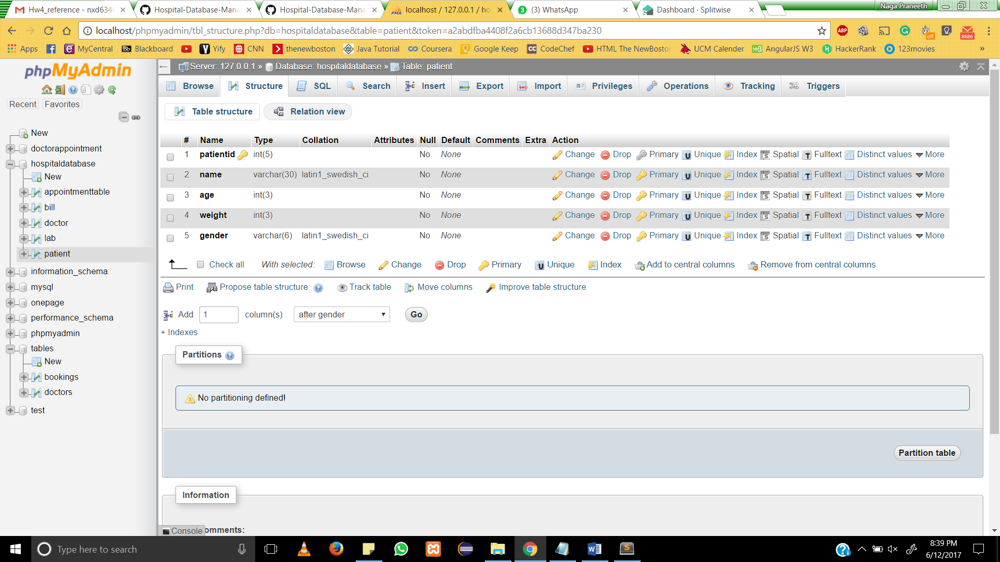 Hw4_reference - nxd634
Hospital-Database-Mana
Hospital-Database-Mana
localhost / 127.0.0.1 / ho
(3) WhatsApp
Dashboard · Splitwise
Naga Praneeth
localhost/phpmyadmin/tbl_structure.php?db=hospitaldatabase&table=patient&token=a2abdfba4408f2a6cb13688d347ba230
ABP
off
8686
Apps
MyCentral
Blackboard
Yify
CNN
thenewboston
Java Tutorial
Coursera
Google Keep
CodeChef
HTML The NewBosto
UCM Calender
AngularJS W3
HackerRank
123movies
»
phpMyAdmin
Recent
Favorites
New
doctorappointment
hospitaldatabase
New
appointmenttable
bill
doctor
lab
patient
information_schema
mysql
onepage
performance_schema
phpmyadmin
tables
New
bookings
doctors
test
Server: 127.0.0.1 » Database: hospitaldatabase » Table: patient
Browse Structure SQL Search Insert Export Import Privileges Operations Tracking Triggers
Table structure Relation view
# Name Type Collation Attributes Null Default Comments Extra Action
1 patientid int(5) No None Change Drop Primary Unique Index Spatial Fulltext Distinct values More
2 name varchar(30) latin1_swedish_ci No None Change Drop Primary Unique Index Spatial Fulltext Distinct values More
3 age int(3) No None Change Drop Primary Unique Index Spatial Fulltext Distinct values More
4 weight int(3) No None Change Drop Primary Unique Index Spatial Fulltext Distinct values More
5 gender varchar(6) latin1_swedish_ci No None Change Drop Primary Unique Index Spatial Fulltext Distinct values More
Check all With selected: Browse Change Drop Primary Unique Index Add to central columns Remove from central columns
Print Propose table structure Track table Move columns Improve table structure
Add 1 column(s) after gender Go
+ Indexes
Partitions
No partitioning defined!
Partition table
Information
Console
omments:
Type here to search
8:39 PM
6/12/2017